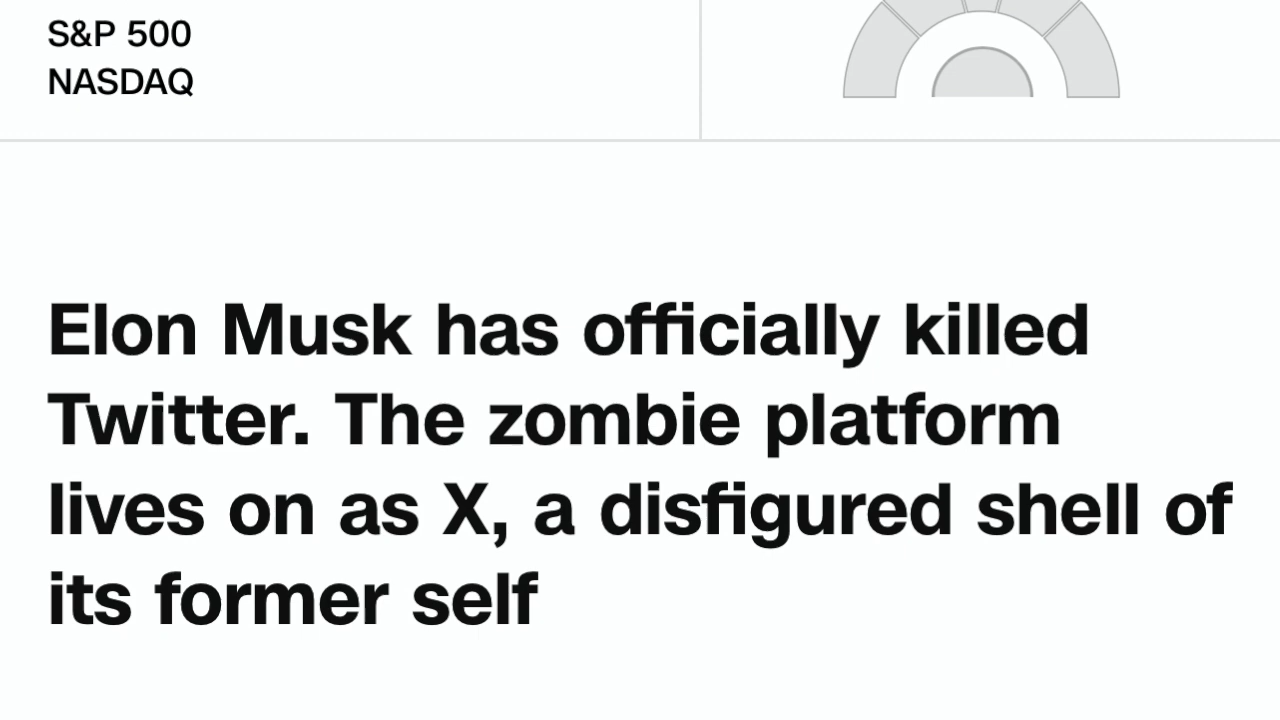 S&P 500
NASDAQ
Elon Musk has officially killed
Twitter. The zombie platform
lives on as X, a disfigured shell of
its former self